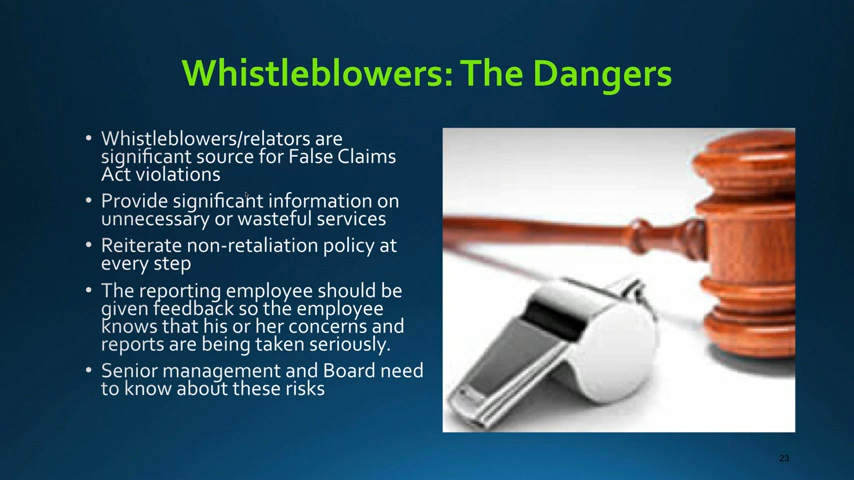 Whistleblowers: The Dangers
• Whistleblowers/relators are
significant source for False Claims
Act violations
• Provide significant information on
unnecessary or wasteful services
• Reiterate non-retaliation policy at
every step
• The reporting employee should be
given feedback so the employee
knows that his or her concerns and
reports are being taken seriously.
• Senior management and Board need
to know about these risks
23